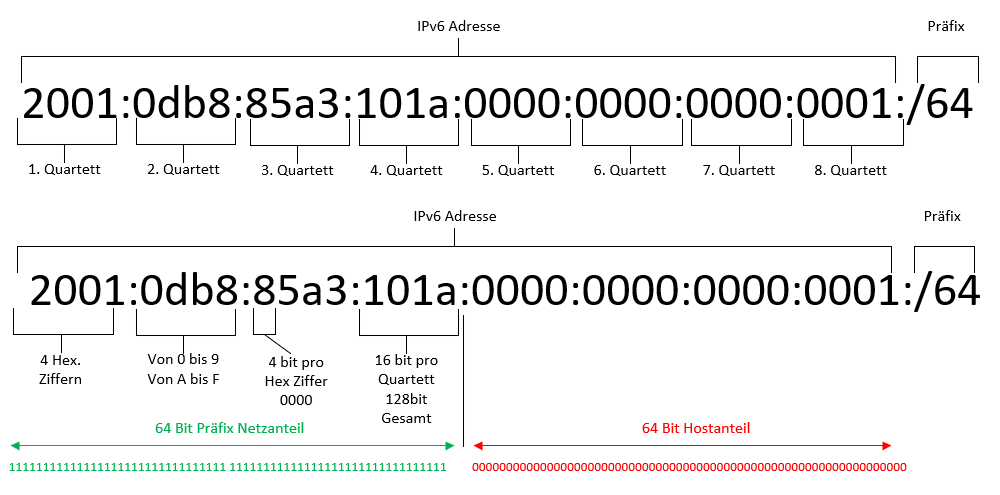 IPv6 Adresse Präfix
2001:0db8:85a3:101a:0000:0000:0000:0001:/64
1. Quartett 2. Quartett 3. Quartett 4. Quartett 5. Quartett 6. Quartett 7. Quartett 8. Quartett
IPv6 Adresse Präfix
2001:0db8:85a3:101a:0000:0000:0000:0001:/64
4 Hex.
Ziffern
Von 0 bis 9
Von A bis F
4 bit pro
Hex Ziffer
0000
16 bit pro
Quartett
128bit
Gesamt
64 Bit Präfix Netzanteil 64 Bit Hostanteil
11111111111111111111111111111111 11111111111111111111111111111111 0000000000000000000000000000000000000000000000000000000000000000